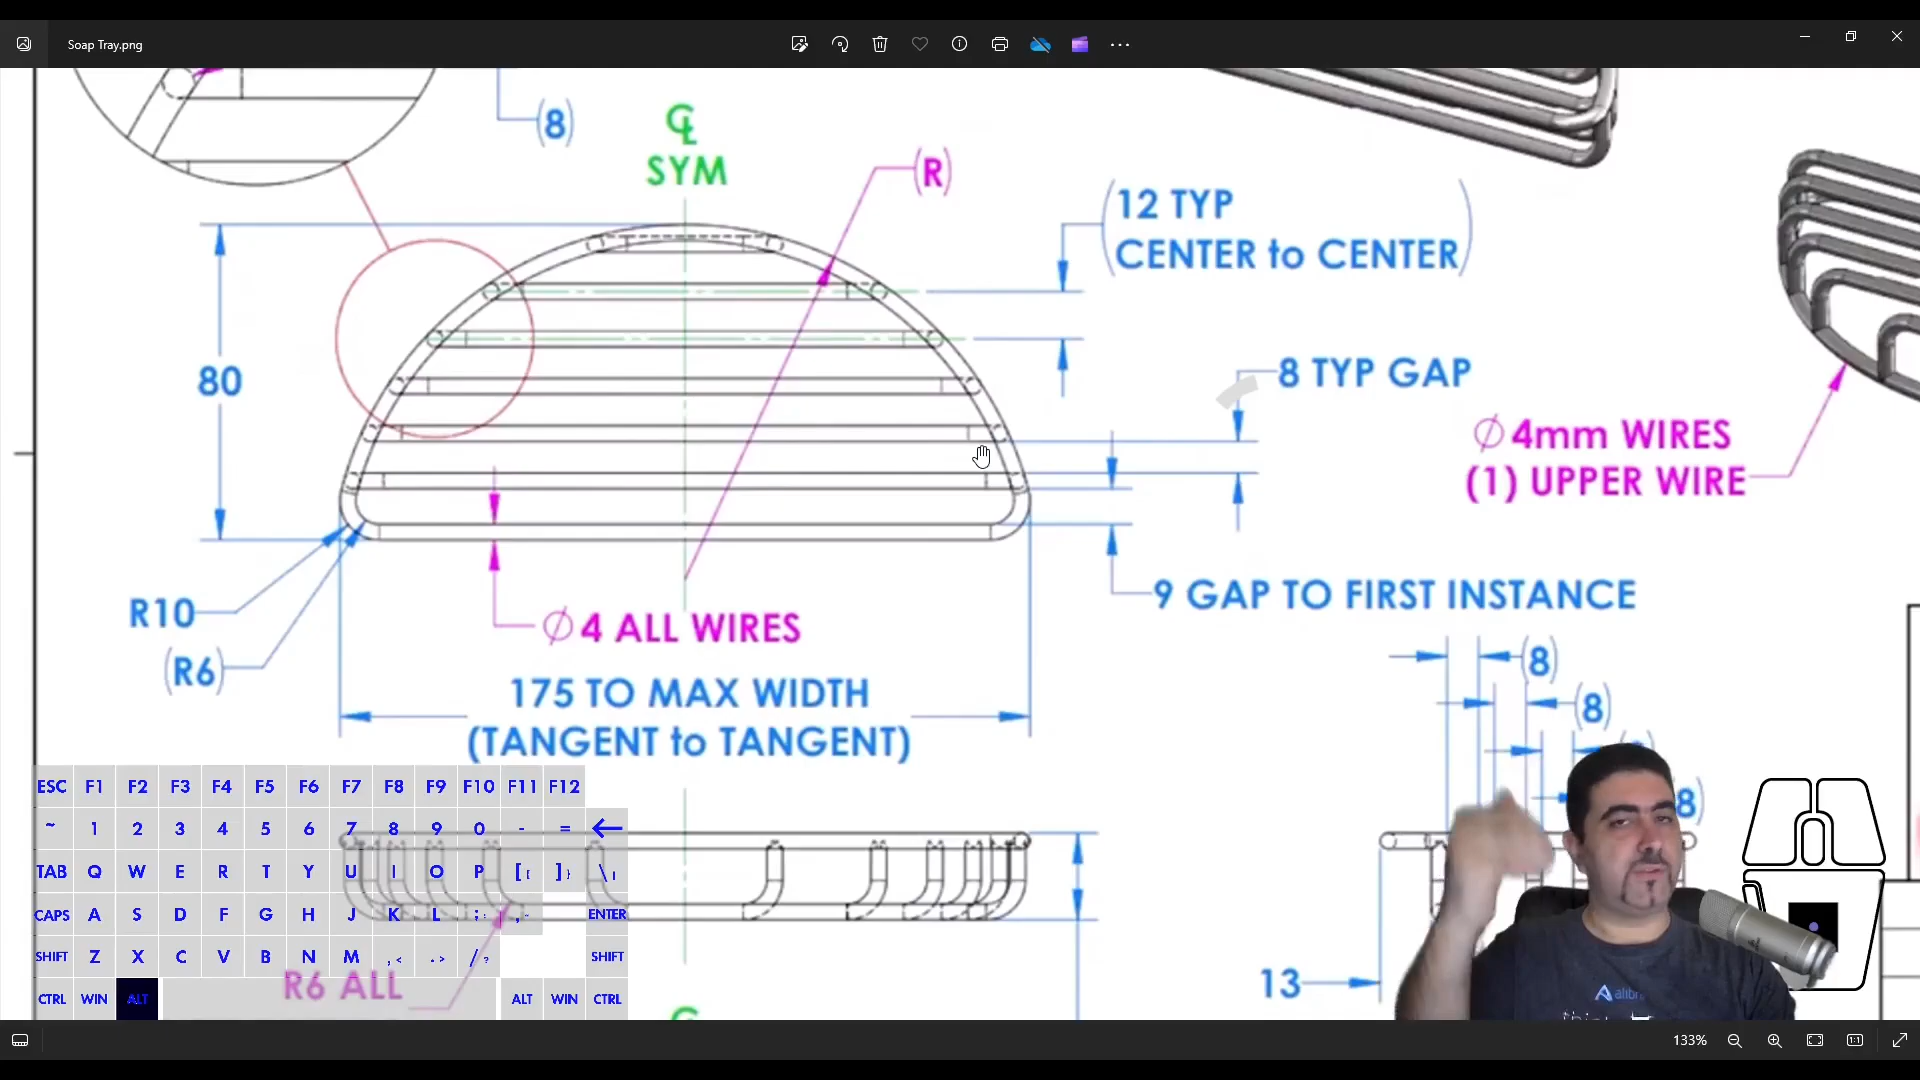 Soap Tray.png
(8)
℄
SYM
(R)
(12 TYP
CENTER to CENTER)
80
8 TYP GAP
∅4mm WIRES
(1) UPPER WIRE
R10
(R6)
∅4 ALL WIRES
9 GAP TO FIRST INSTANCE
175 TO MAX WIDTH
(TANGENT to TANGENT)
(8)
(8)
8)
ESC F1 F2 F3 F4 F5 F6 F7 F8 F9 F10 F11 F12
~ 1 2 3 4 5 6 7 8 9 0 - = ←
TAB Q W E R T Y U I O P [ { ] } \ |
CAPS A S D F G H J K L ; : , " ENTER
SHIFT Z X C V B N M , < . > / ? SHIFT
CTRL WIN ALT ALT WIN CTRL
R6 ALL
13
133%
1:1